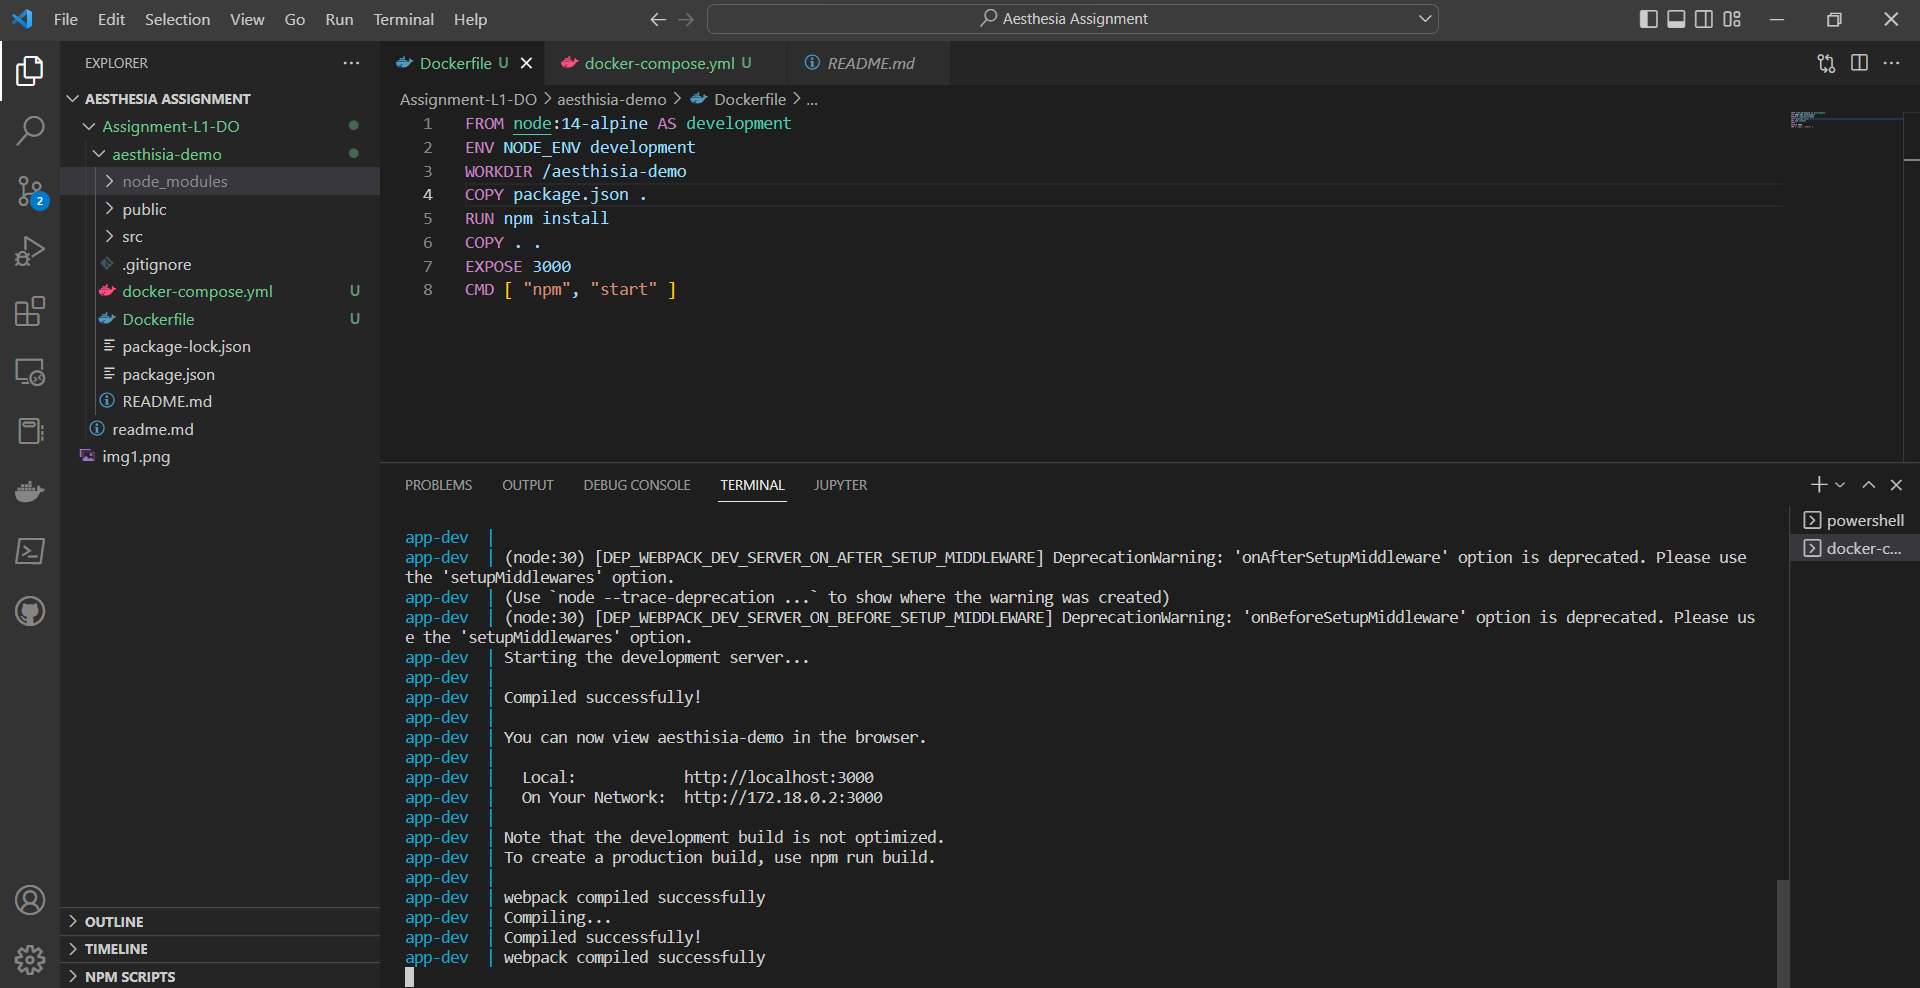 File Edit Selection View Go Run Terminal Help
Aesthesia Assignment
EXPLORER
AESTHESIA ASSIGNMENT
Assignment-L1-DO
aesthisia-demo
node_modules
public
src
.gitignore
docker-compose.yml U
Dockerfile U
package-lock.json
package.json
README.md
readme.md
img1.png
OUTLINE
TIMELINE
NPM SCRIPTS
2
Dockerfile U
docker-compose.yml U
README.md
Assignment-L1-DO > aesthisia-demo > Dockerfile > ...
1 FROM node:14-alpine AS development
2 ENV NODE_ENV development
3 WORKDIR /aesthisia-demo
4 COPY package.json .
5 RUN npm install
6 COPY . .
7 EXPOSE 3000
8 CMD [ "npm", "start" ]
PROBLEMS OUTPUT DEBUG CONSOLE TERMINAL JUPYTER
app-dev |
app-dev | (node:30) [DEP_WEBPACK_DEV_SERVER_ON_AFTER_SETUP_MIDDLEWARE] DeprecationWarning: 'onAfterSetupMiddleware' option is deprecated. Please use
the 'setupMiddlewares' option.
app-dev | (Use `node --trace-deprecation ...` to show where the warning was created)
app-dev | (node:30) [DEP_WEBPACK_DEV_SERVER_ON_BEFORE_SETUP_MIDDLEWARE] DeprecationWarning: 'onBeforeSetupMiddleware' option is deprecated. Please us
e the 'setupMiddlewares' option.
app-dev | Starting the development server...
app-dev |
app-dev | Compiled successfully!
app-dev |
app-dev | You can now view aesthisia-demo in the browser.
app-dev |
app-dev | Local: http://localhost:3000
app-dev | On Your Network: http://172.18.0.2:3000
app-dev |
app-dev | Note that the development build is not optimized.
app-dev | To create a production build, use npm run build.
app-dev |
app-dev | webpack compiled successfully
app-dev | Compiling...
app-dev | Compiled successfully!
app-dev | webpack compiled successfully
powershell
docker-c...